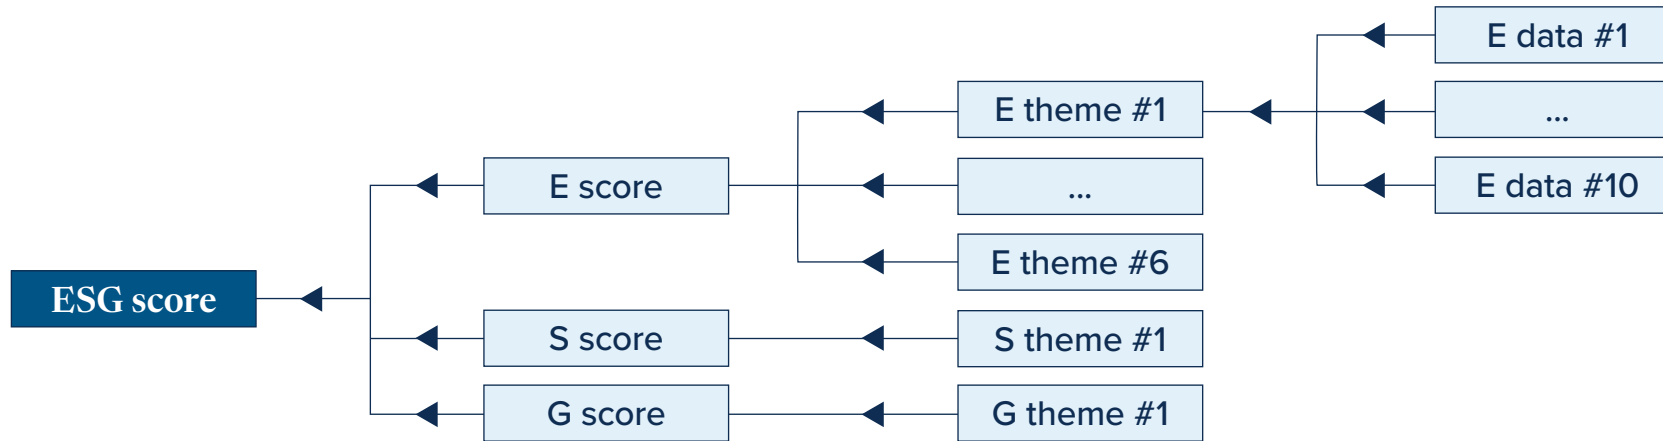 E data #1
E theme #1
...
E score
...
E data #10
E theme #6
ESG score
S score
S theme #1
G score
G theme #1